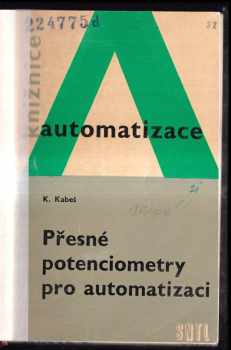 224775d
knižnice
automatizace
K. Kabeš
Přesné
potenciometry
pro automatizaci
SNTL